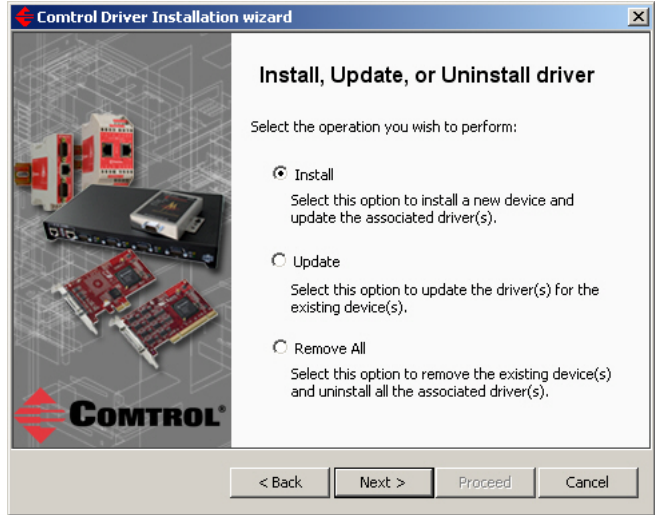 Comtrol Driver Installation wizard
Install, Update, or Uninstall driver
Select the operation you wish to perform:
Install
Select this option to install a new device and
update the associated driver(s).
Update
Select this option to update the driver(s) for the
existing device(s).
Remove All
Select this option to remove the existing device(s)
and uninstall all the associated driver(s).
COMTROL®
< Back
Next >
Proceed
Cancel